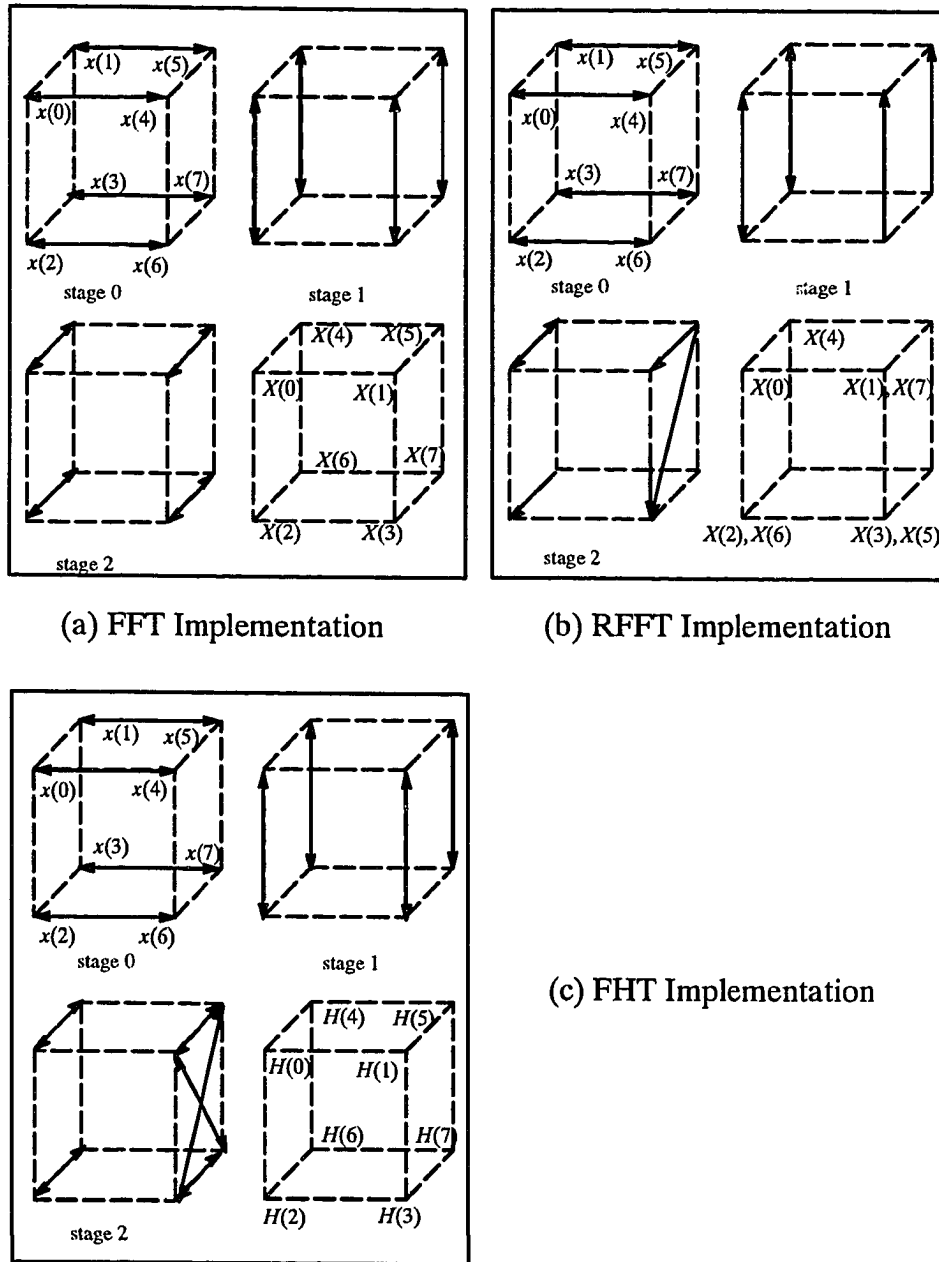 x(1) x(5)
x(0) x(4)
x(3) x(7)
x(2) x(6)
stage 0
stage 1
X(4) X(5)
X(0) X(1)
X(6) X(7)
X(2) X(3)
stage 2
(a) FFT Implementation
x(1) x(5)
x(0) x(4)
x(3) x(7)
x(2) x(6)
stage 0
stage 1
X(4)
X(0) X(1), X(7)
X(2), X(6) X(3), X(5)
stage 2
(b) RFFT Implementation
x(1) x(5)
x(0) x(4)
x(3) x(7)
x(2) x(6)
stage 0
stage 1
H(4) H(5)
H(0) H(1)
H(6) H(7)
H(2) H(3)
stage 2
(c) FHT Implementation